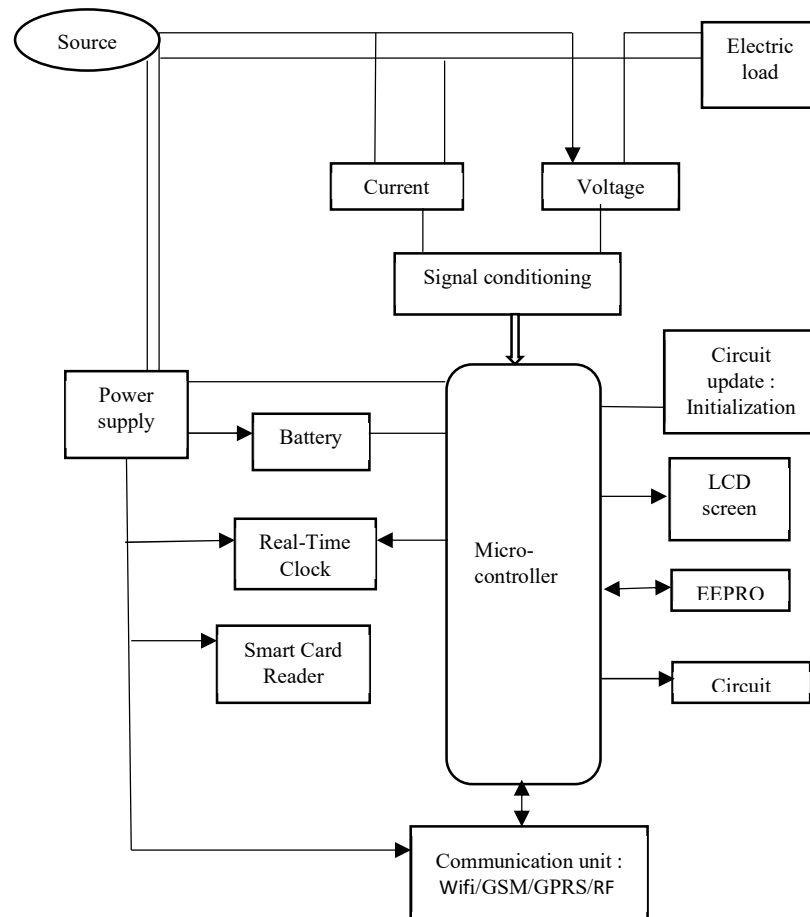 Source
Electric
load
Current
Voltage
Signal conditioning
Circuit
update :
Initialization
Power
supply
Battery
LCD
screen
Real-Time
Clock
Micro-
controller
EEPRO
Smart Card
Reader
Circuit
Communication unit :
Wifi/GSM/GPRS/RF